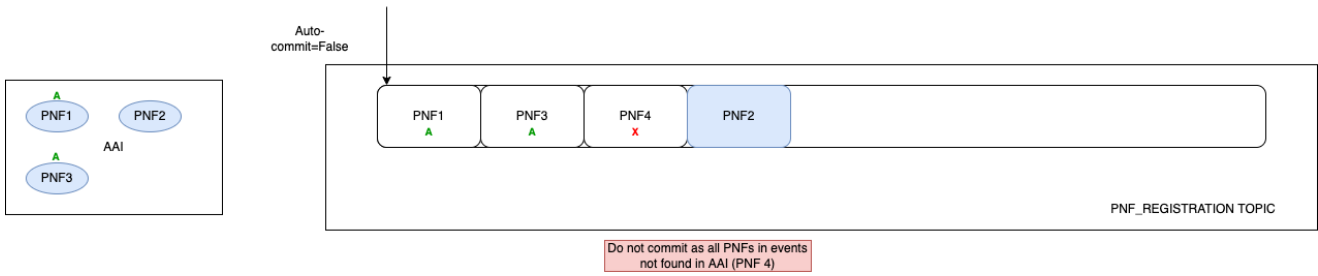 Auto-
commit=False
A
PNF1
PNF2
AAI
A
PNF3
PNF1
A
PNF3
A
PNF4
X
PNF2
PNF_REGISTRATION TOPIC
Do not commit as all PNFs in events
not found in AAI (PNF 4)